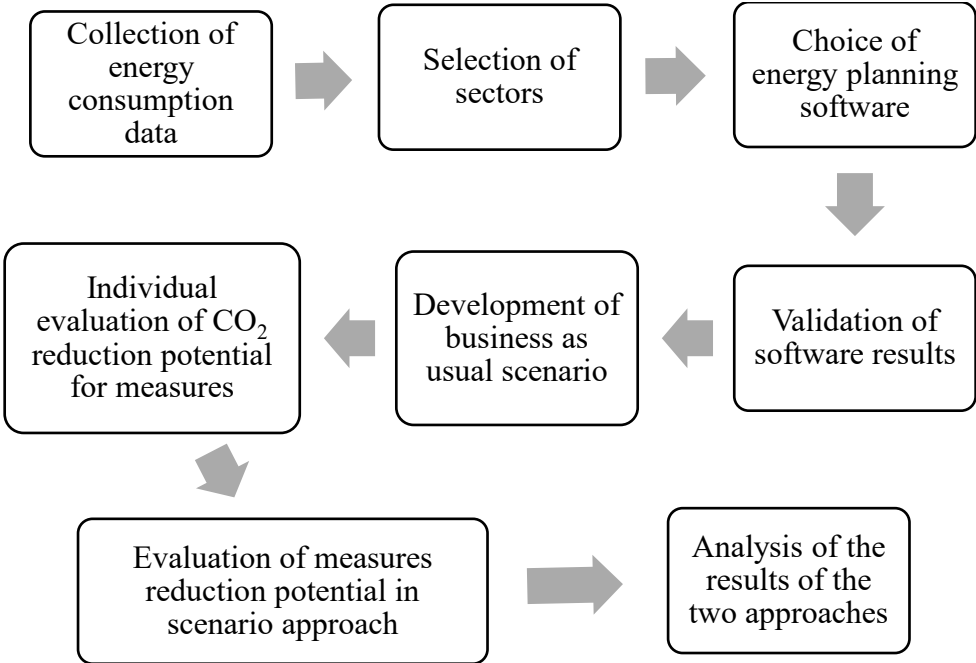 Collection of
energy
consumption
data
Selection of
sectors
Choice of
energy planning
software
Validation of
software results
Development of
business as
usual scenario
Individual
evaluation of CO₂
reduction potential
for measures
Evaluation of measures
reduction potential in
scenario approach
Analysis of the
results of the
two approaches